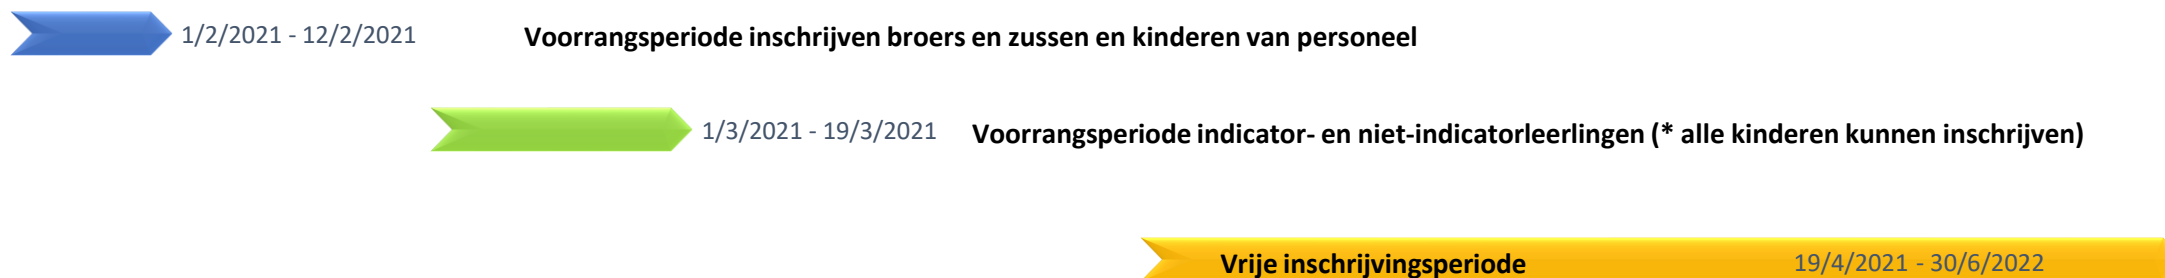 1/2/2021 - 12/2/2021 Voorrangsperiode inschrijven broers en zussen en kinderen van personeel
1/3/2021 - 19/3/2021 Voorrangsperiode indicator- en niet-indicatorleerlingen (* alle kinderen kunnen inschrijven)
Vrije inschrijvingsperiode 19/4/2021 - 30/6/2022